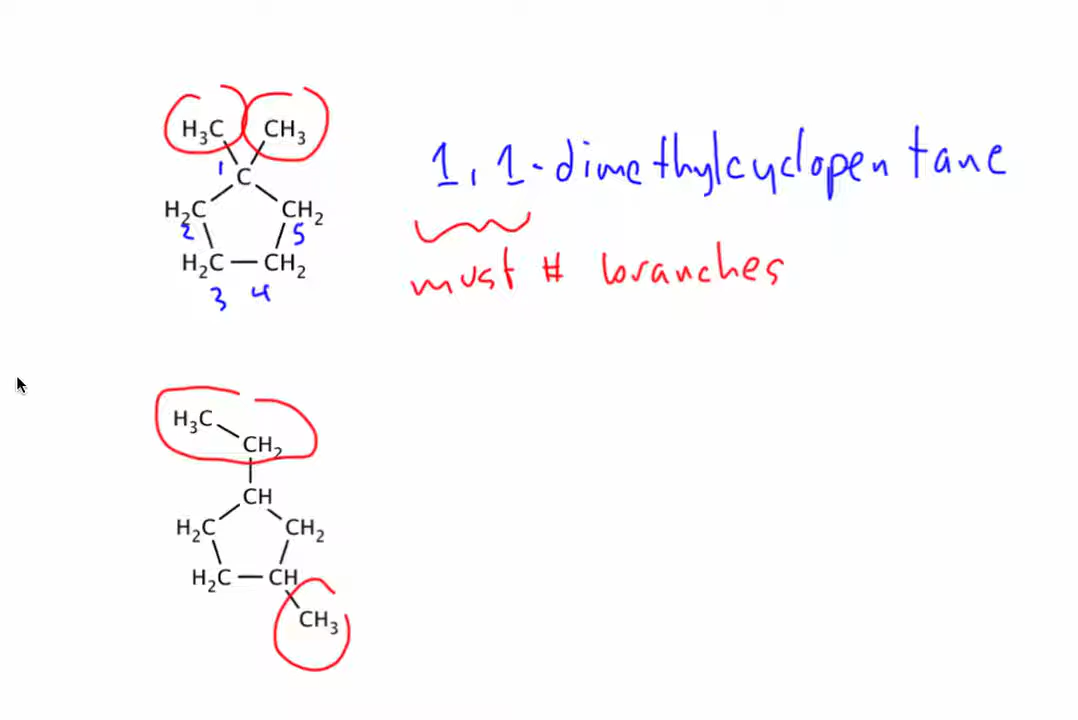 H₃C CH₃
1 C
1, 1-dimethylcyclopentane
H₂C CH₂
2 5
H₂C CH₂
must # branches
3 4
H₃C
CH₂
CH
H₂C CH₂
H₂C CH
CH₃